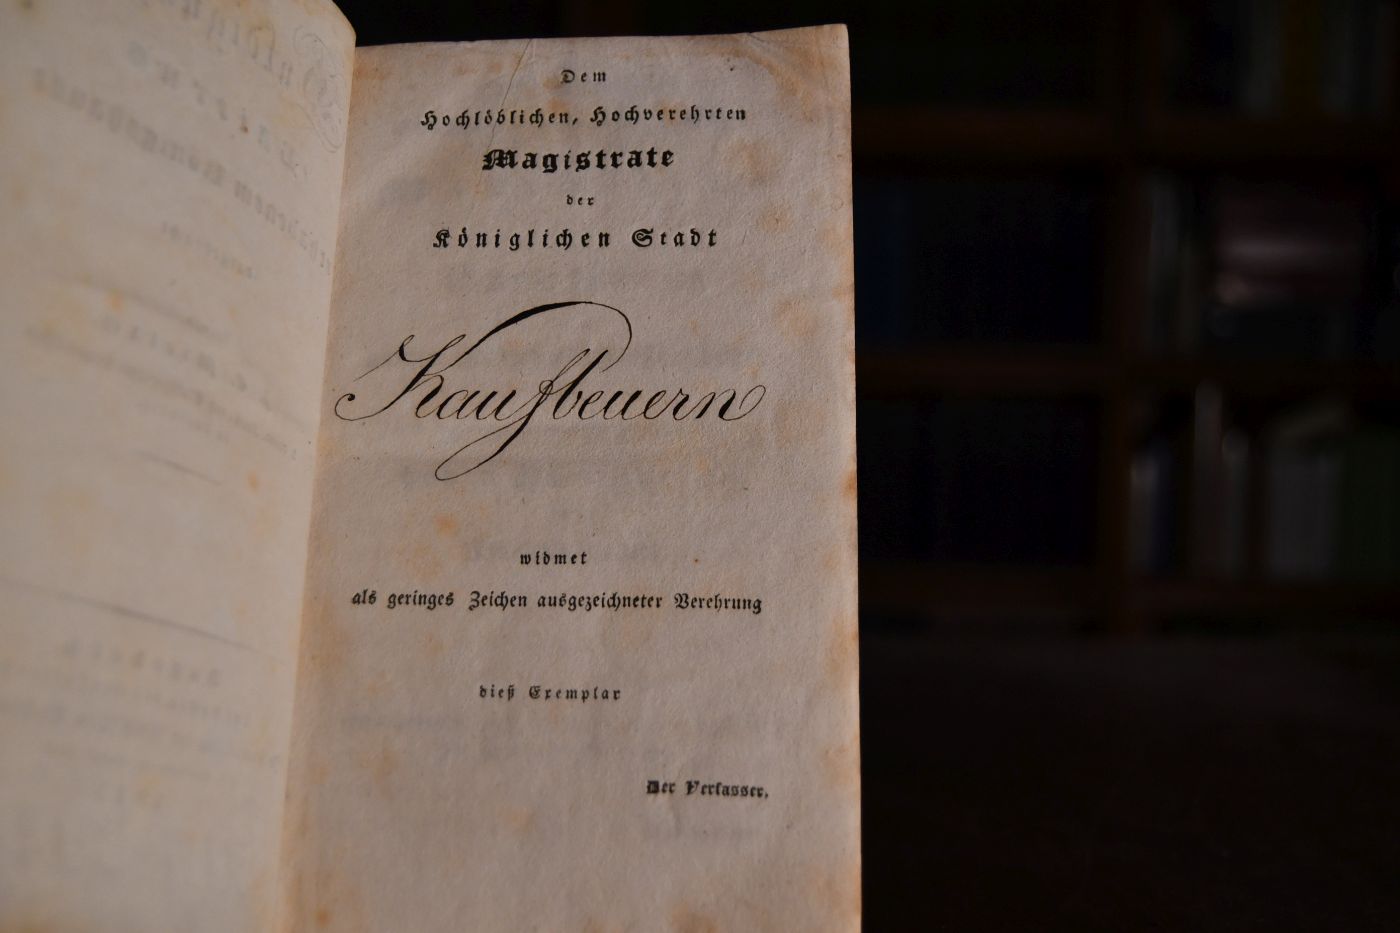 Dem
Hochlöblichen, Hochverehrten
Magistrate
der
Königlichen Stadt
Kaufbeuern
widmet
als geringes Zeichen ausgezeichneter Verehrung
dieß Exemplar
Der Verfasser.